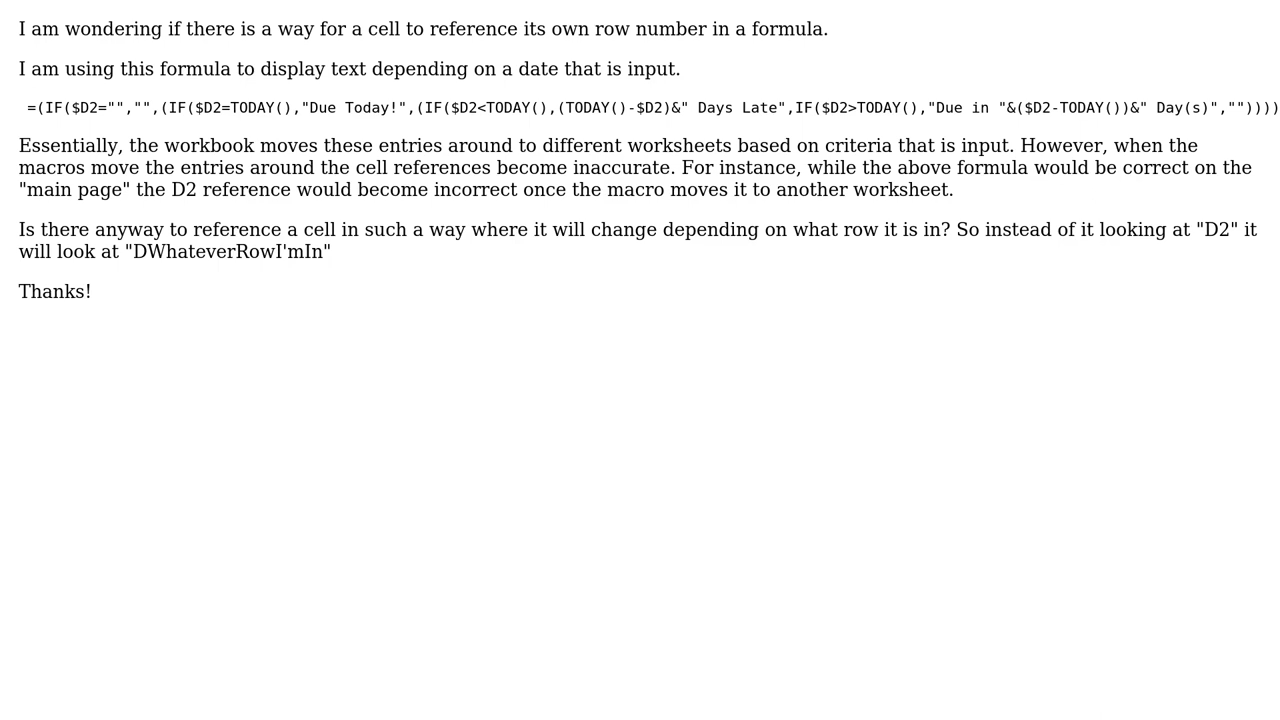 I am wondering if there is a way for a cell to reference its own row number in a formula.
I am using this formula to display text depending on a date that is input.
=(IF($D2="","",(IF($D2=TODAY(),"Due Today!",(IF($D2<TODAY(),(TODAY()-$D2)&" Days Late",IF($D2>TODAY(),"Due in "&($D2-TODAY())&" Day(s)",""))))
Essentially, the workbook moves these entries around to different worksheets based on criteria that is input. However, when the
macros move the entries around the cell references become inaccurate. For instance, while the above formula would be correct on the
"main page" the D2 reference would become incorrect once the macro moves it to another worksheet.
Is there anyway to reference a cell in such a way where it will change depending on what row it is in? So instead of it looking at "D2" it
will look at "DWhateverRowI'mIn"
Thanks!